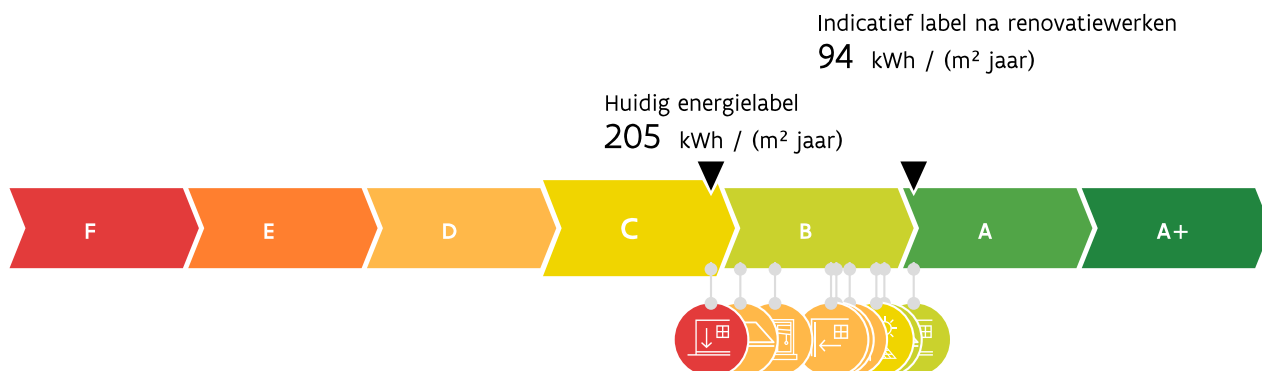 Indicatief label na renovatiewerken
94 kWh / (m² jaar)
Huidig energielabel
205 kWh / (m² jaar)
F E D C B A A+